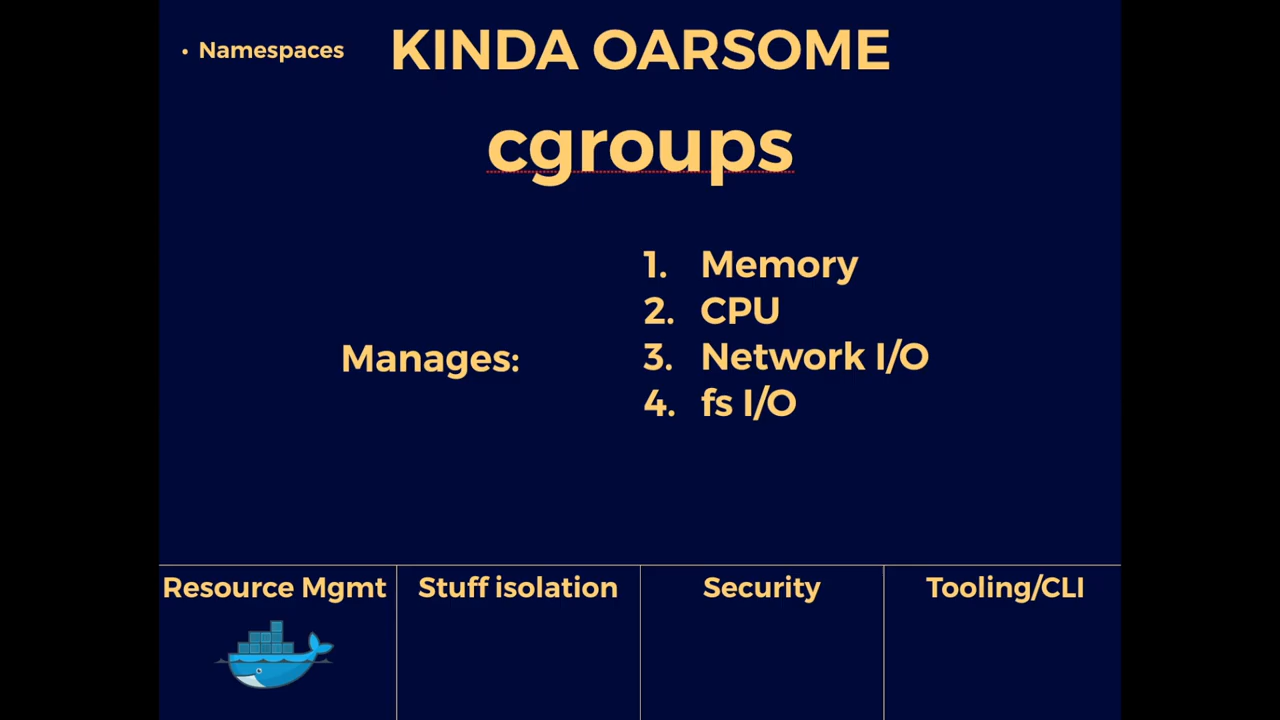 • Namespaces
KINDA OARSOME
cgroups
Manages:
1. Memory
2. CPU
3. Network I/O
4. fs I/O
Resource Mgmt
Stuff isolation
Security
Tooling/CLI